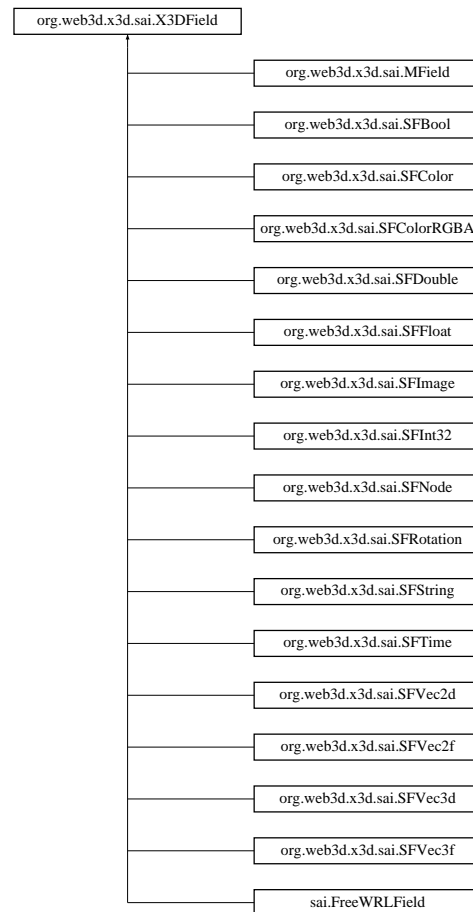 org.web3d.x3d.sai.X3DField
org.web3d.x3d.sai.MField
org.web3d.x3d.sai.SFBool
org.web3d.x3d.sai.SFColor
org.web3d.x3d.sai.SFColorRGBA
org.web3d.x3d.sai.SFDouble
org.web3d.x3d.sai.SFFloat
org.web3d.x3d.sai.SFImage
org.web3d.x3d.sai.SFInt32
org.web3d.x3d.sai.SFNode
org.web3d.x3d.sai.SFRotation
org.web3d.x3d.sai.SFString
org.web3d.x3d.sai.SFTime
org.web3d.x3d.sai.SFVec2d
org.web3d.x3d.sai.SFVec2f
org.web3d.x3d.sai.SFVec3d
org.web3d.x3d.sai.SFVec3f
sai.FreeWRLField